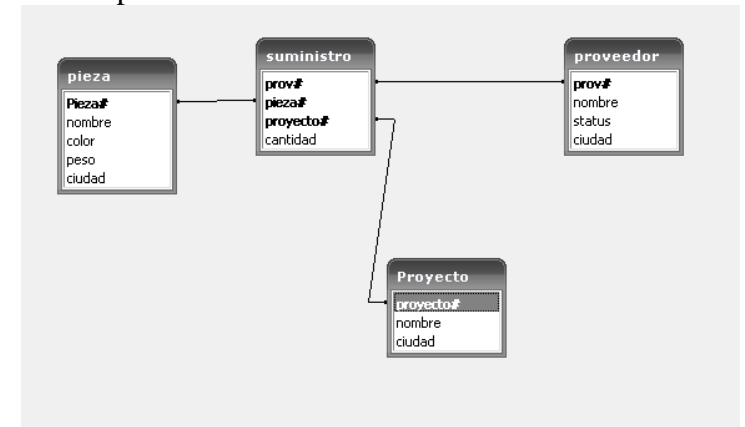 pieza
Pieza#
nombre
color
peso
ciudad
suministro
prov#
pieza#
proyecto#
cantidad
proveedor
prov#
nombre
status
ciudad
Proyecto
proyecto#
nombre
ciudad